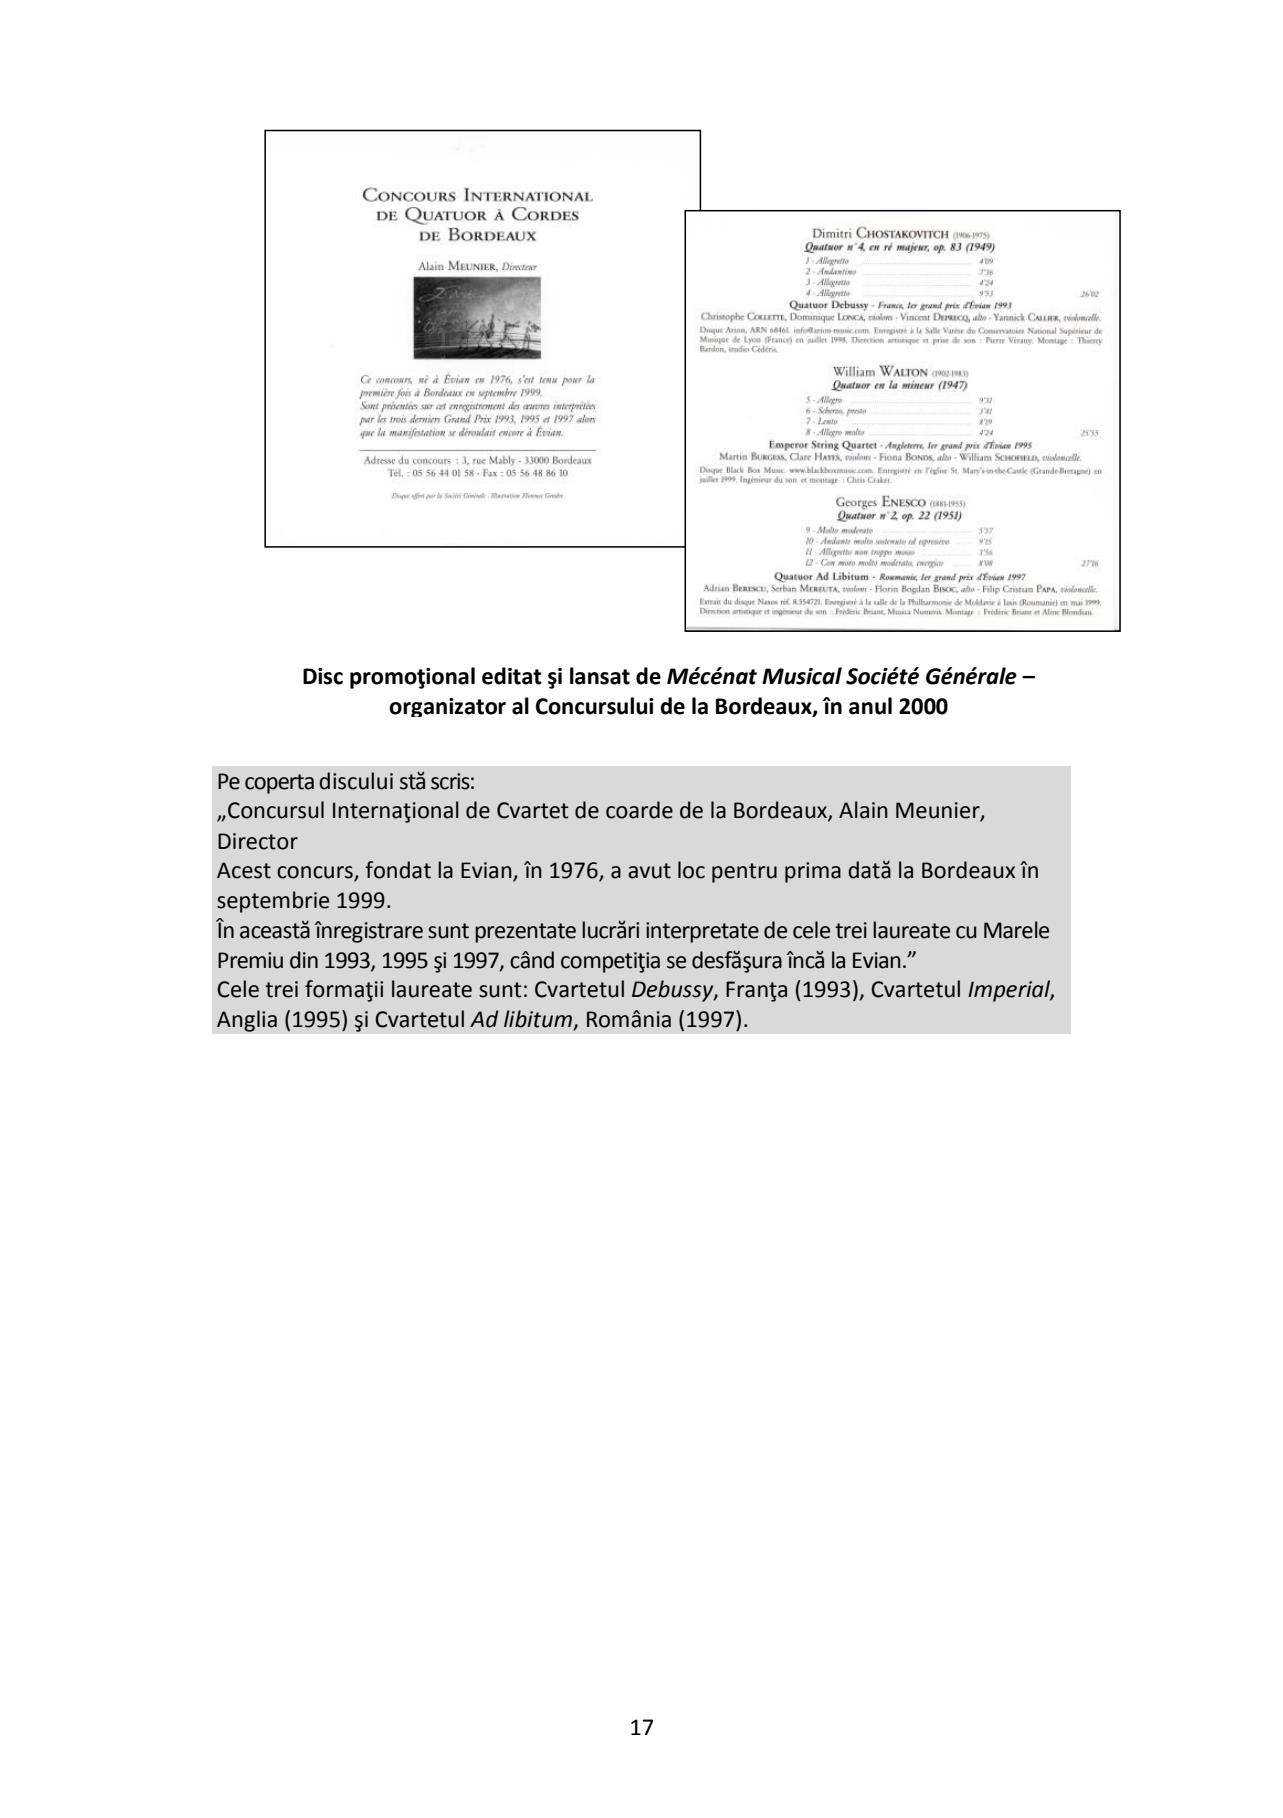 CONCOURS INTERNATIONAL
DE QUATUOR À CORDES
DE BORDEAUX
Alain MEUNIER, Directeur
Ce concours, né à Évian en 1976, s'est tenu pour la
première fois à Bordeaux en septembre 1999.
Sont présentées sur cet enregistrement des œuvres interprétées
par les trois derniers Grand Prix 1993, 1995 et 1997 alors
que la manifestation se déroulait encore à Évian.
Adresse du concours : 3, rue Mably - 33000 Bordeaux
Tél. : 05 56 44 01 58 - Fax : 05 56 48 86 10
Disque offert par la Société Générale - Illustration Florence Gendre
Dimitri CHOSTAKOVITCH (1906-1975)
Quatuor n°4, en ré majeur, op. 83 (1949)
1 - Allegretto 4'09
2 - Andantino 7'36
3 - Allegretto 4'24
4 - Allegretto 9'53 26'02
Quatuor Debussy - France, 1er grand prix d'Évian 1993
Christophe COLLETTE, Dominique LONCA, violons - Vincent DEPRECQ, alto - Yannick CALLIER, violoncelle.
Disque Arion, ARN 68461. info@arion-music.com. Enregistré à la Salle Varèse du Conservatoire National Supérieur de
Musique de Lyon (France) en juillet 1998. Direction artistique et prise de son : Pierre Vérany. Montage : Thierry
Bardon, studio Cédéris.
William WALTON (1902-1983)
Quatuor en la mineur (1947)
5 - Allegro 9'31
6 - Scherzo, presto 3'41
7 - Lento 8'19
8 - Allegro molto 4'24 25'55
Emperor String Quartet - Angleterre, 1er grand prix d'Évian 1995
Martin BURGESS, Clare HAYES, violons - Fiona BONDS, alto - William SCHOFIELD, violoncelle.
Disque Black Box Music. www.blackboxmusic.com. Enregistré en l'église St. Mary's-in-the-Castle (Grande-Bretagne) en
juillet 1999. Ingénieur du son et montage : Chris Craker.
Georges ENESCO (1881-1955)
Quatuor n°2, op. 22 (1951)
9 - Molto moderato 5'57
10 - Andante molto sostenuto ed espressivo 9'15
11 - Allegretto non troppo mosso 3'56
12 - Con moto molto moderato, energico 8'08 27'16
Quatuor Ad Libitum - Roumanie, 1er grand prix d'Évian 1997
Adrian BERESCU, Serban MEREUTA, violons - Florin Bogdan BISOC, alto - Filip Cristian PAPA, violoncelle.
Extrait du disque Naxos réf. 8.554721. Enregistré à la salle de la Philharmonie de Moldavie à Iasis (Roumanie) en mai 1999.
Direction artistique et ingénieur du son : Frédéric Briant, Musica Numeris. Montage : Frédéric Briant et Aline Blondiau.
Disc promoţional editat şi lansat de Mécénat Musical Société Générale –
organizator al Concursului de la Bordeaux, în anul 2000
Pe coperta discului stă scris:
„Concursul Internaţional de Cvartet de coarde de la Bordeaux, Alain Meunier,
Director
Acest concurs, fondat la Evian, în 1976, a avut loc pentru prima dată la Bordeaux în
septembrie 1999.
În această înregistrare sunt prezentate lucrări interpretate de cele trei laureate cu Marele
Premiu din 1993, 1995 şi 1997, când competiţia se desfăşura încă la Evian.”
Cele trei formaţii laureate sunt: Cvartetul Debussy, Franţa (1993), Cvartetul Imperial,
Anglia (1995) şi Cvartetul Ad libitum, România (1997).
17